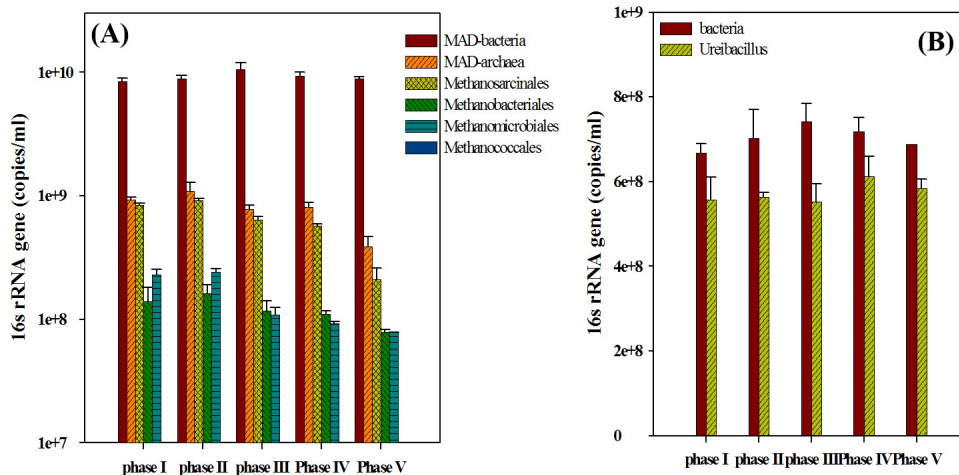 (A)
16s rRNA gene (copies/ml)
1e+10
1e+9
1e+8
1e+7
MAD-bacteria
MAD-archaea
Methanosarcinales
Methanobacteriales
Methanomicrobiales
Methanococcales
phase I phase II phase III Phase IV Phase V
(B)
16s rRNA gene (copies/ml)
1e+9
8e+8
6e+8
4e+8
2e+8
0
bacteria
Ureibacillus
phase I phase II phase III Phase IV Phase V